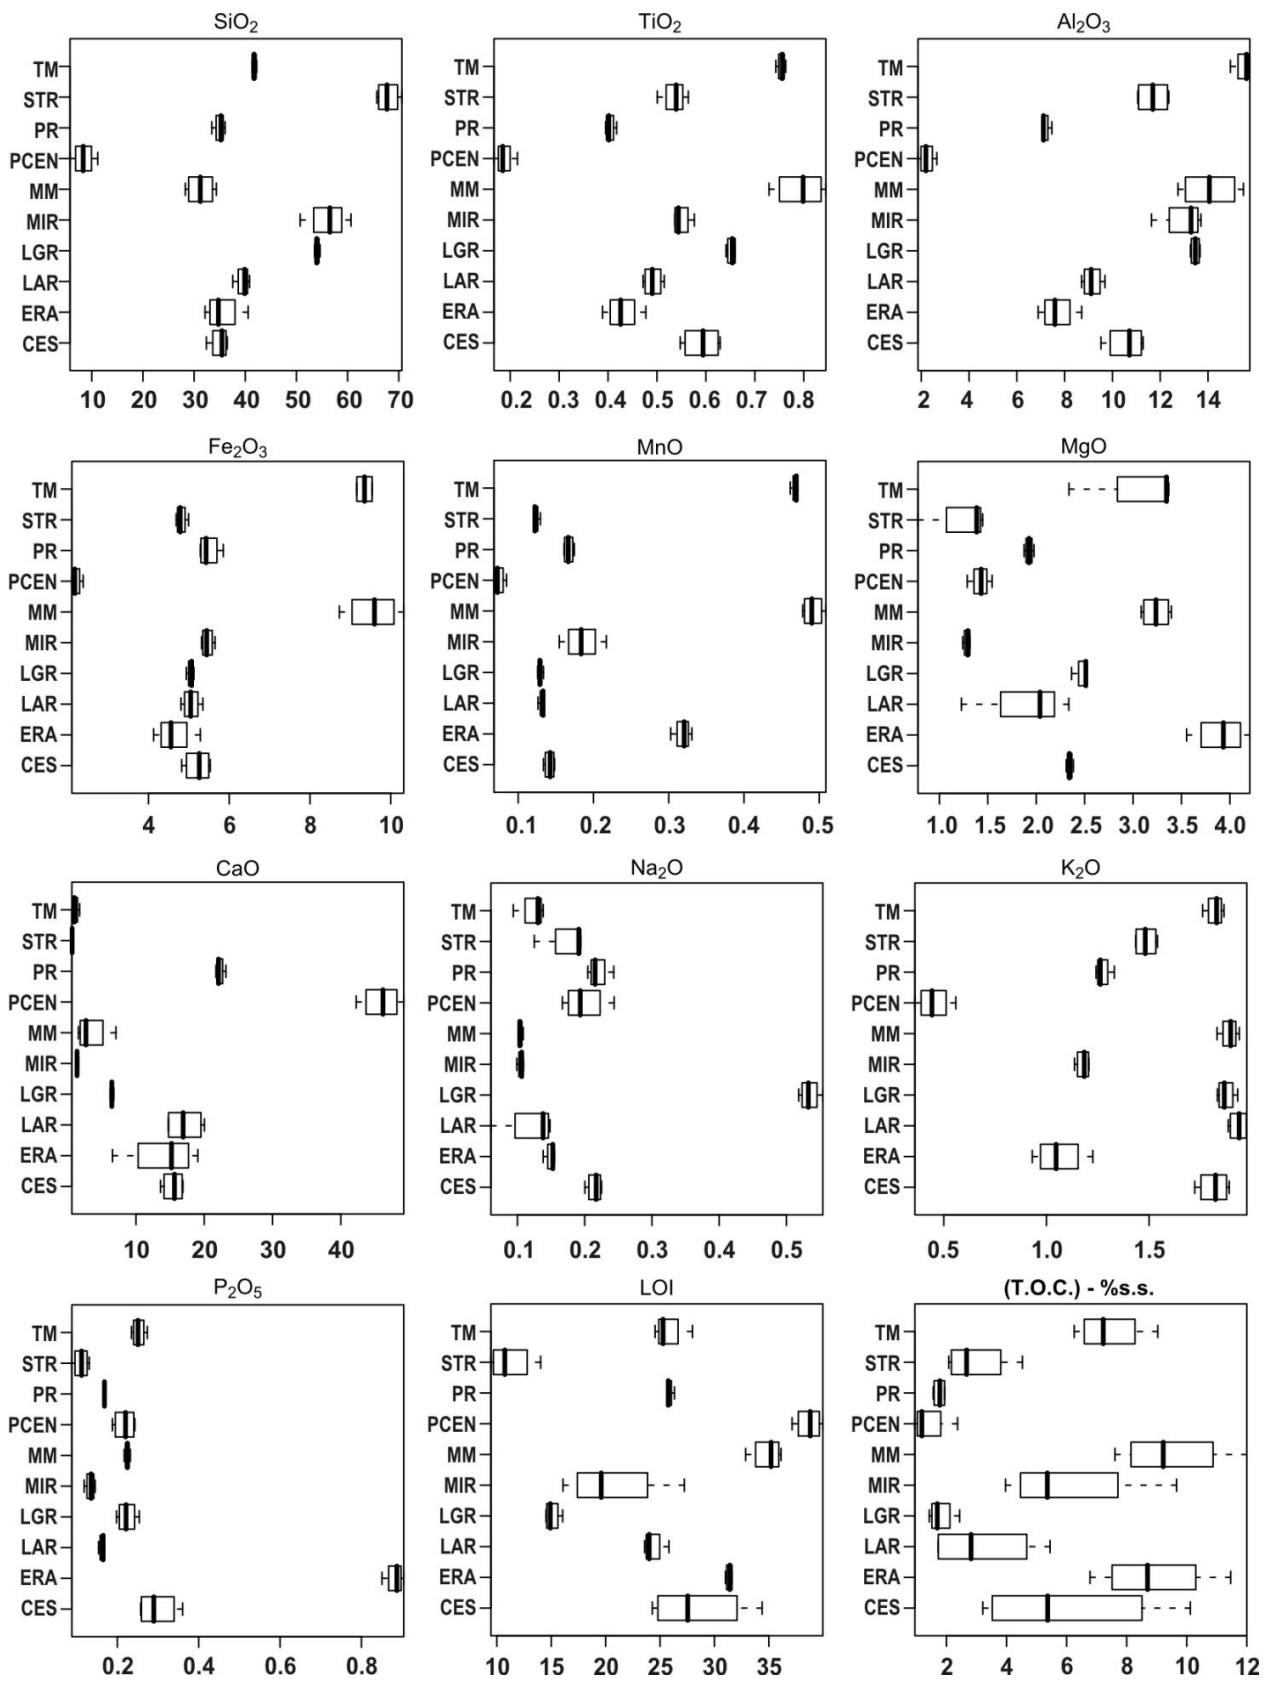 SiO₂
TM
STR
PR
PCEN
MM
MIR
LGR
LAR
ERA
CES
10 20 30 40 50 60 70
TiO₂
TM
STR
PR
PCEN
MM
MIR
LGR
LAR
ERA
CES
0.2 0.3 0.4 0.5 0.6 0.7 0.8
Al₂O₃
TM
STR
PR
PCEN
MM
MIR
LGR
LAR
ERA
CES
2 4 6 8 10 12 14
Fe₂O₃
TM
STR
PR
PCEN
MM
MIR
LGR
LAR
ERA
CES
4 6 8 10
MnO
TM
STR
PR
PCEN
MM
MIR
LGR
LAR
ERA
CES
0.1 0.2 0.3 0.4 0.5
MgO
TM
STR
PR
PCEN
MM
MIR
LGR
LAR
ERA
CES
1.0 1.5 2.0 2.5 3.0 3.5 4.0
CaO
TM
STR
PR
PCEN
MM
MIR
LGR
LAR
ERA
CES
10 20 30 40
Na₂O
TM
STR
PR
PCEN
MM
MIR
LGR
LAR
ERA
CES
0.1 0.2 0.3 0.4 0.5
K₂O
TM
STR
PR
PCEN
MM
MIR
LGR
LAR
ERA
CES
0.5 1.0 1.5
P₂O₅
TM
STR
PR
PCEN
MM
MIR
LGR
LAR
ERA
CES
0.2 0.4 0.6 0.8
LOI
TM
STR
PR
PCEN
MM
MIR
LGR
LAR
ERA
CES
10 15 20 25 30 35
(T.O.C.) - %s.s.
TM
STR
PR
PCEN
MM
MIR
LGR
LAR
ERA
CES
2 4 6 8 10 12